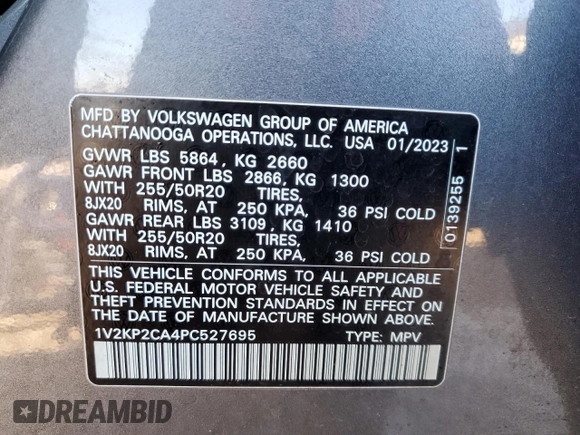 MFD BY VOLKSWAGEN GROUP OF AMERICA
CHATTANOOGA OPERATIONS, LLC. USA 01/2023
GVWR LBS 5864, KG 2660
GAWR FRONT LBS 2866, KG 1300
WITH 255/50R20 TIRES,
8JX20 RIMS, AT 250 KPA, 36 PSI COLD
GAWR REAR LBS 3109, KG 1410
WITH 255/50R20 TIRES,
8JX20 RIMS, AT 250 KPA, 36 PSI COLD
THIS VEHICLE CONFORMS TO ALL APPLICABLE
U.S. FEDERAL MOTOR VEHICLE SAFETY AND
THEFT PREVENTION STANDARDS IN EFFECT ON
THE DATE OF MANUFACTURE SHOWN ABOVE.
1V2KP2CA4PC527695 TYPE: MPV
0139255 1
DREAMBID